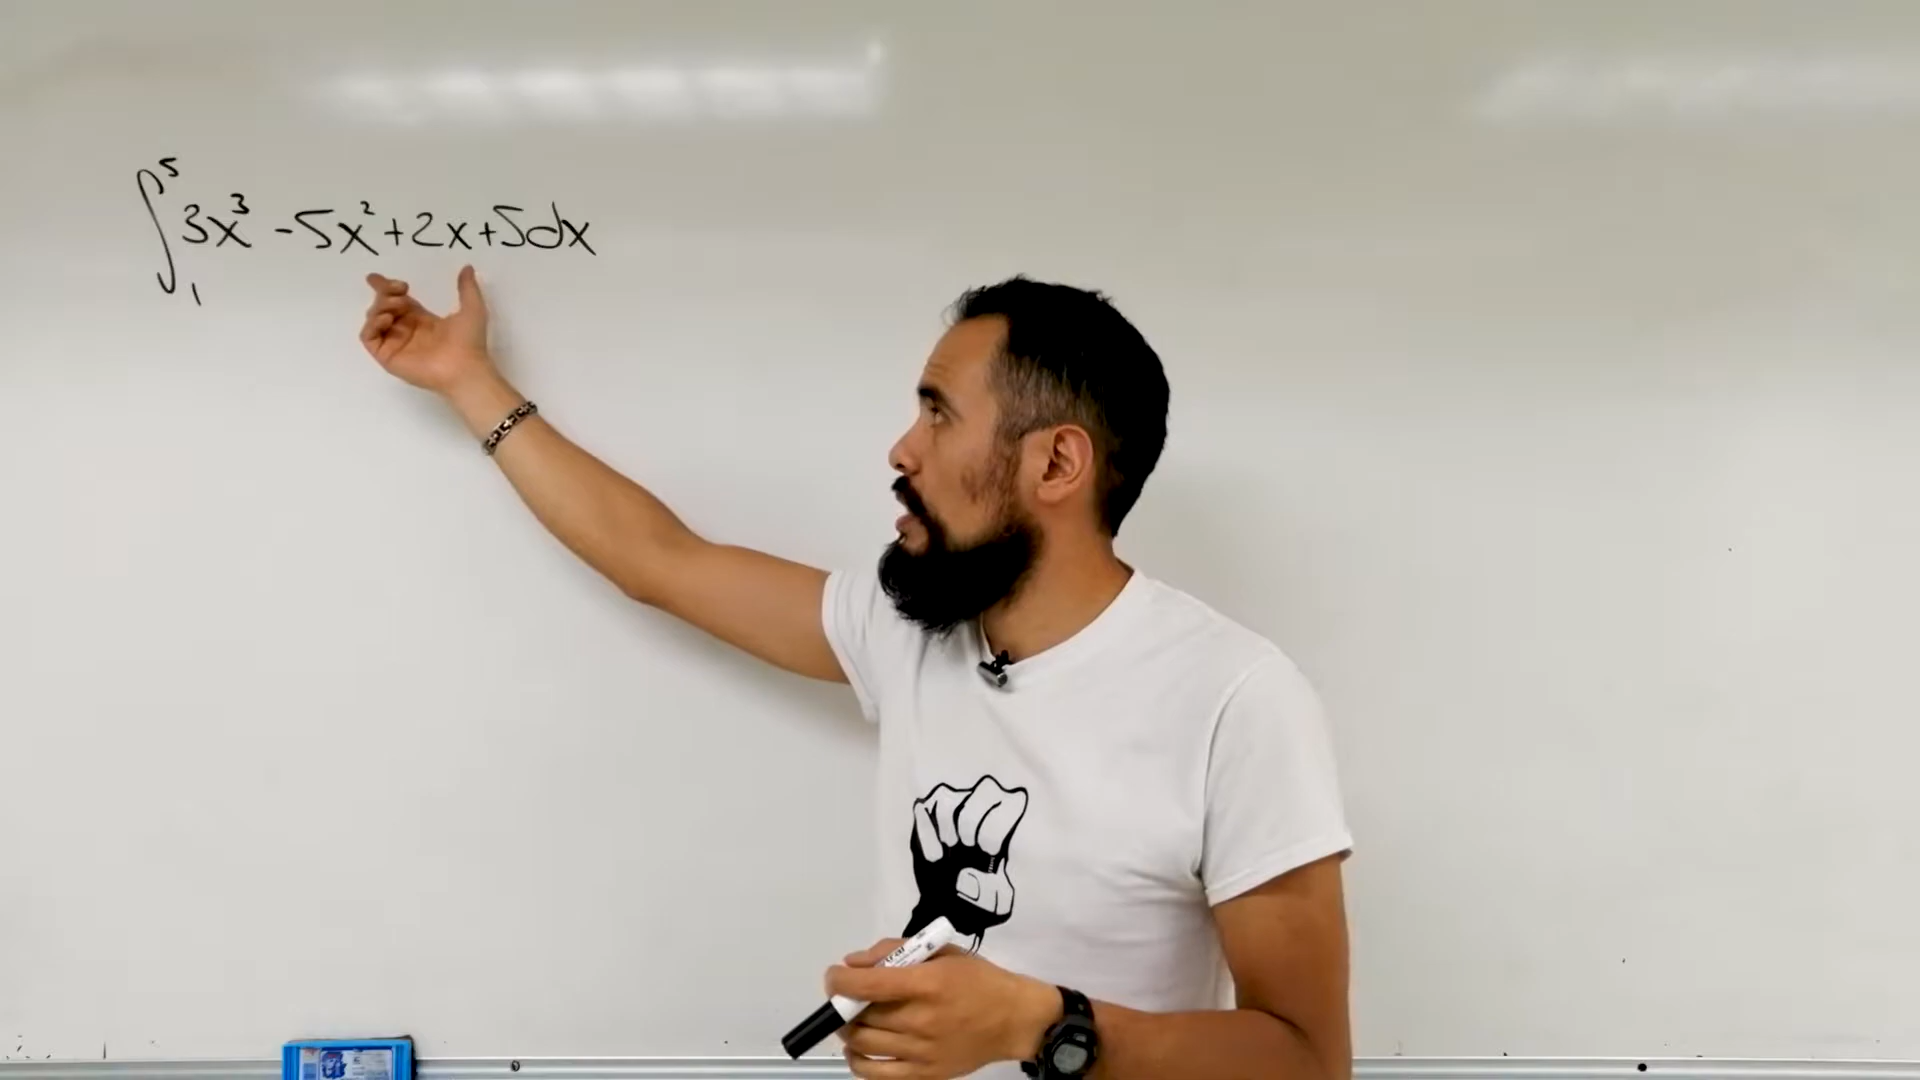 ∫₁⁵ 3x³ - 5x² + 2x + 5dx